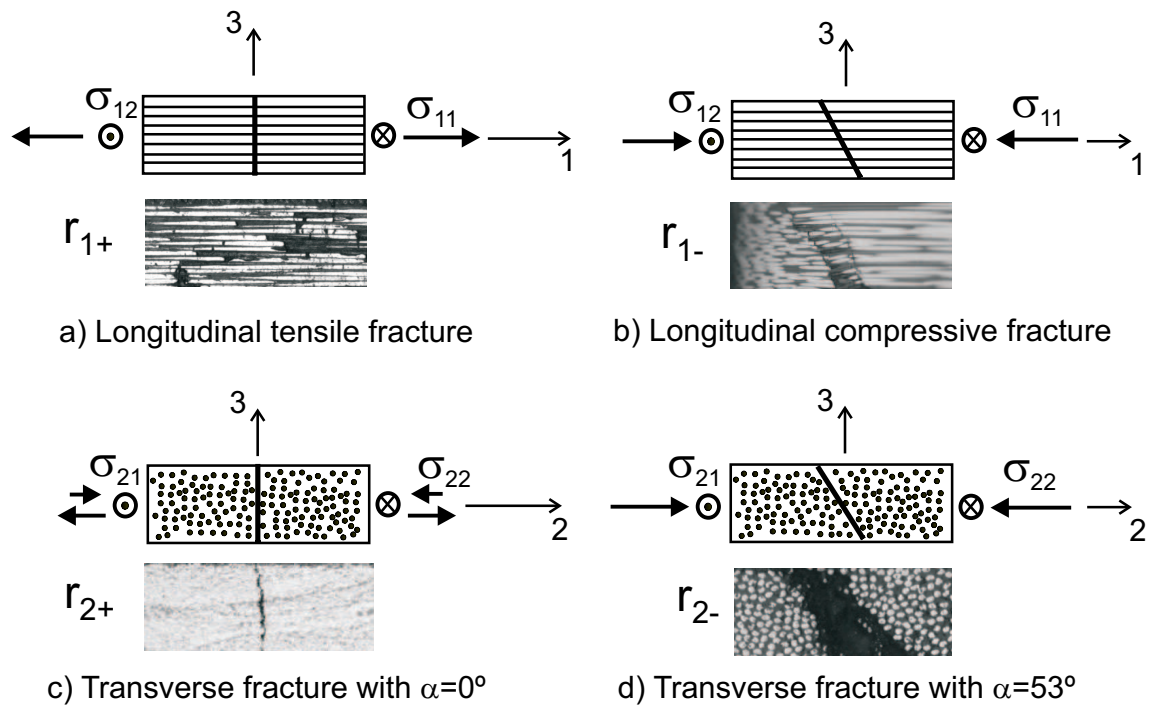 3
σ12
σ11
1
r1+
a) Longitudinal tensile fracture
3
σ12
σ11
1
r1-
b) Longitudinal compressive fracture
3
σ21
σ22
2
r2+
c) Transverse fracture with α=0º
3
σ21
σ22
2
r2-
d) Transverse fracture with α=53º